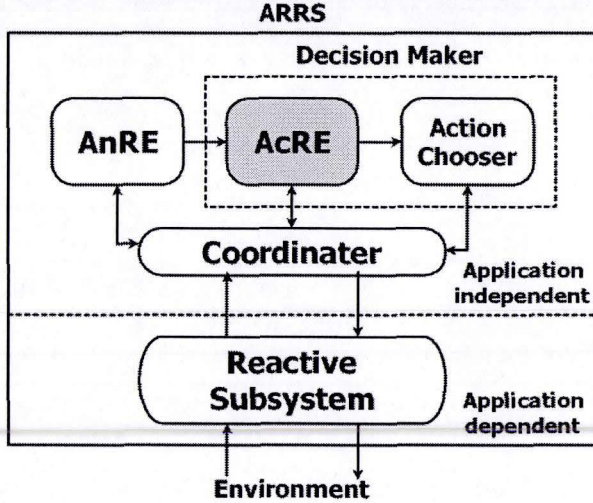 ARRS
Decision Maker
AnRE
AcRE
Action
Chooser
Coordinater
Application
independent
Reactive
Subsystem
Application
dependent
Environment